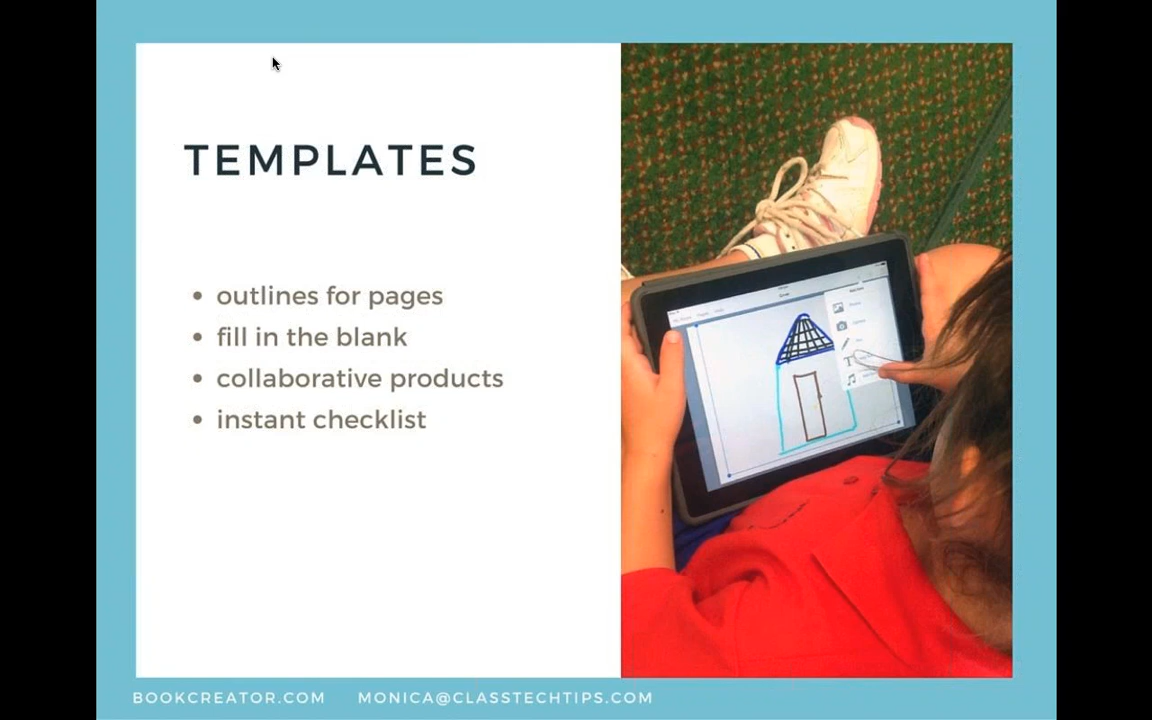 TEMPLATES
outlines for pages
fill in the blank
collaborative products
instant checklist
BOOKCREATOR.COM MONICA@CLASSTECHTIPS.COM